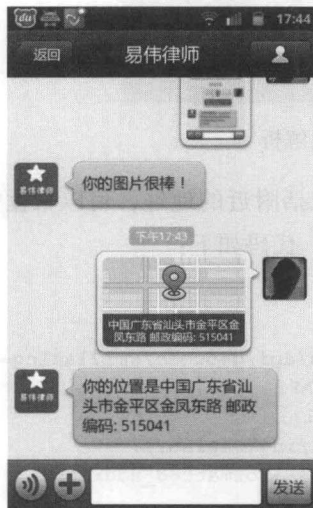 du
17:44
返回
易伟律师
易伟律师
你的图片很棒！
下午17:43
中国广东省汕头市金平区金
凤东路 邮政编码: 515041
易伟律师
你的位置是中国广东省汕
头市金平区金凤东路 邮政
编码: 515041
发送